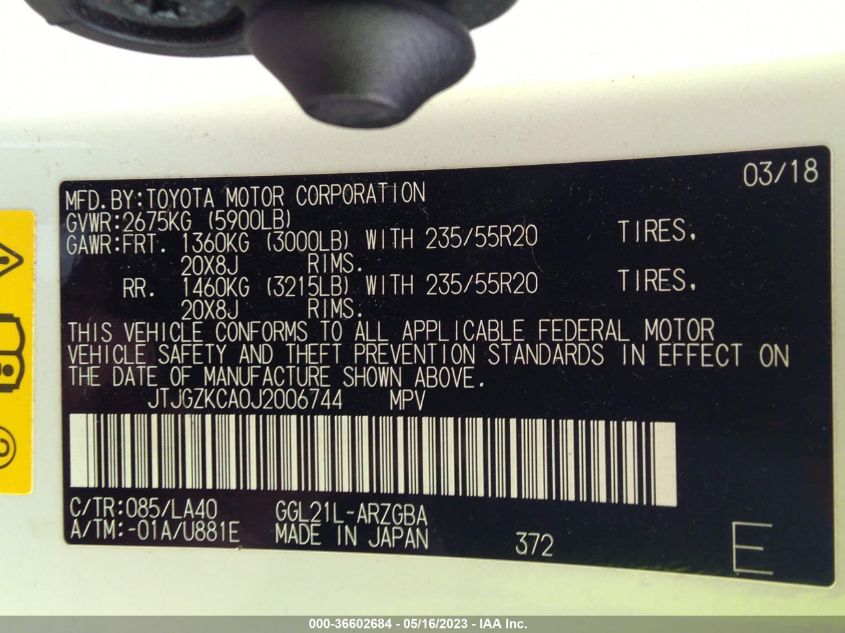 03/18
MFD.BY:TOYOTA MOTOR CORPORATION
GVWR:2675KG (5900LB)
GAWR:FRT. 1360KG (3000LB) WITH 235/55R20 TIRES,
20X8J RIMS.
RR. 1460KG (3215LB) WITH 235/55R20 TIRES,
20X8J RIMS.
THIS VEHICLE CONFORMS TO ALL APPLICABLE FEDERAL MOTOR
VEHICLE SAFETY AND THEFT PREVENTION STANDARDS IN EFFECT ON
THE DATE OF MANUFACTURE SHOWN ABOVE.
JTJGZKCA0J2006744 MPV
C/TR:085/LA40 GGL21L-ARZGBA
A/TM:-01A/U881E MADE IN JAPAN 372 E
000-36602684 - 05/16/2023 - IAA Inc.